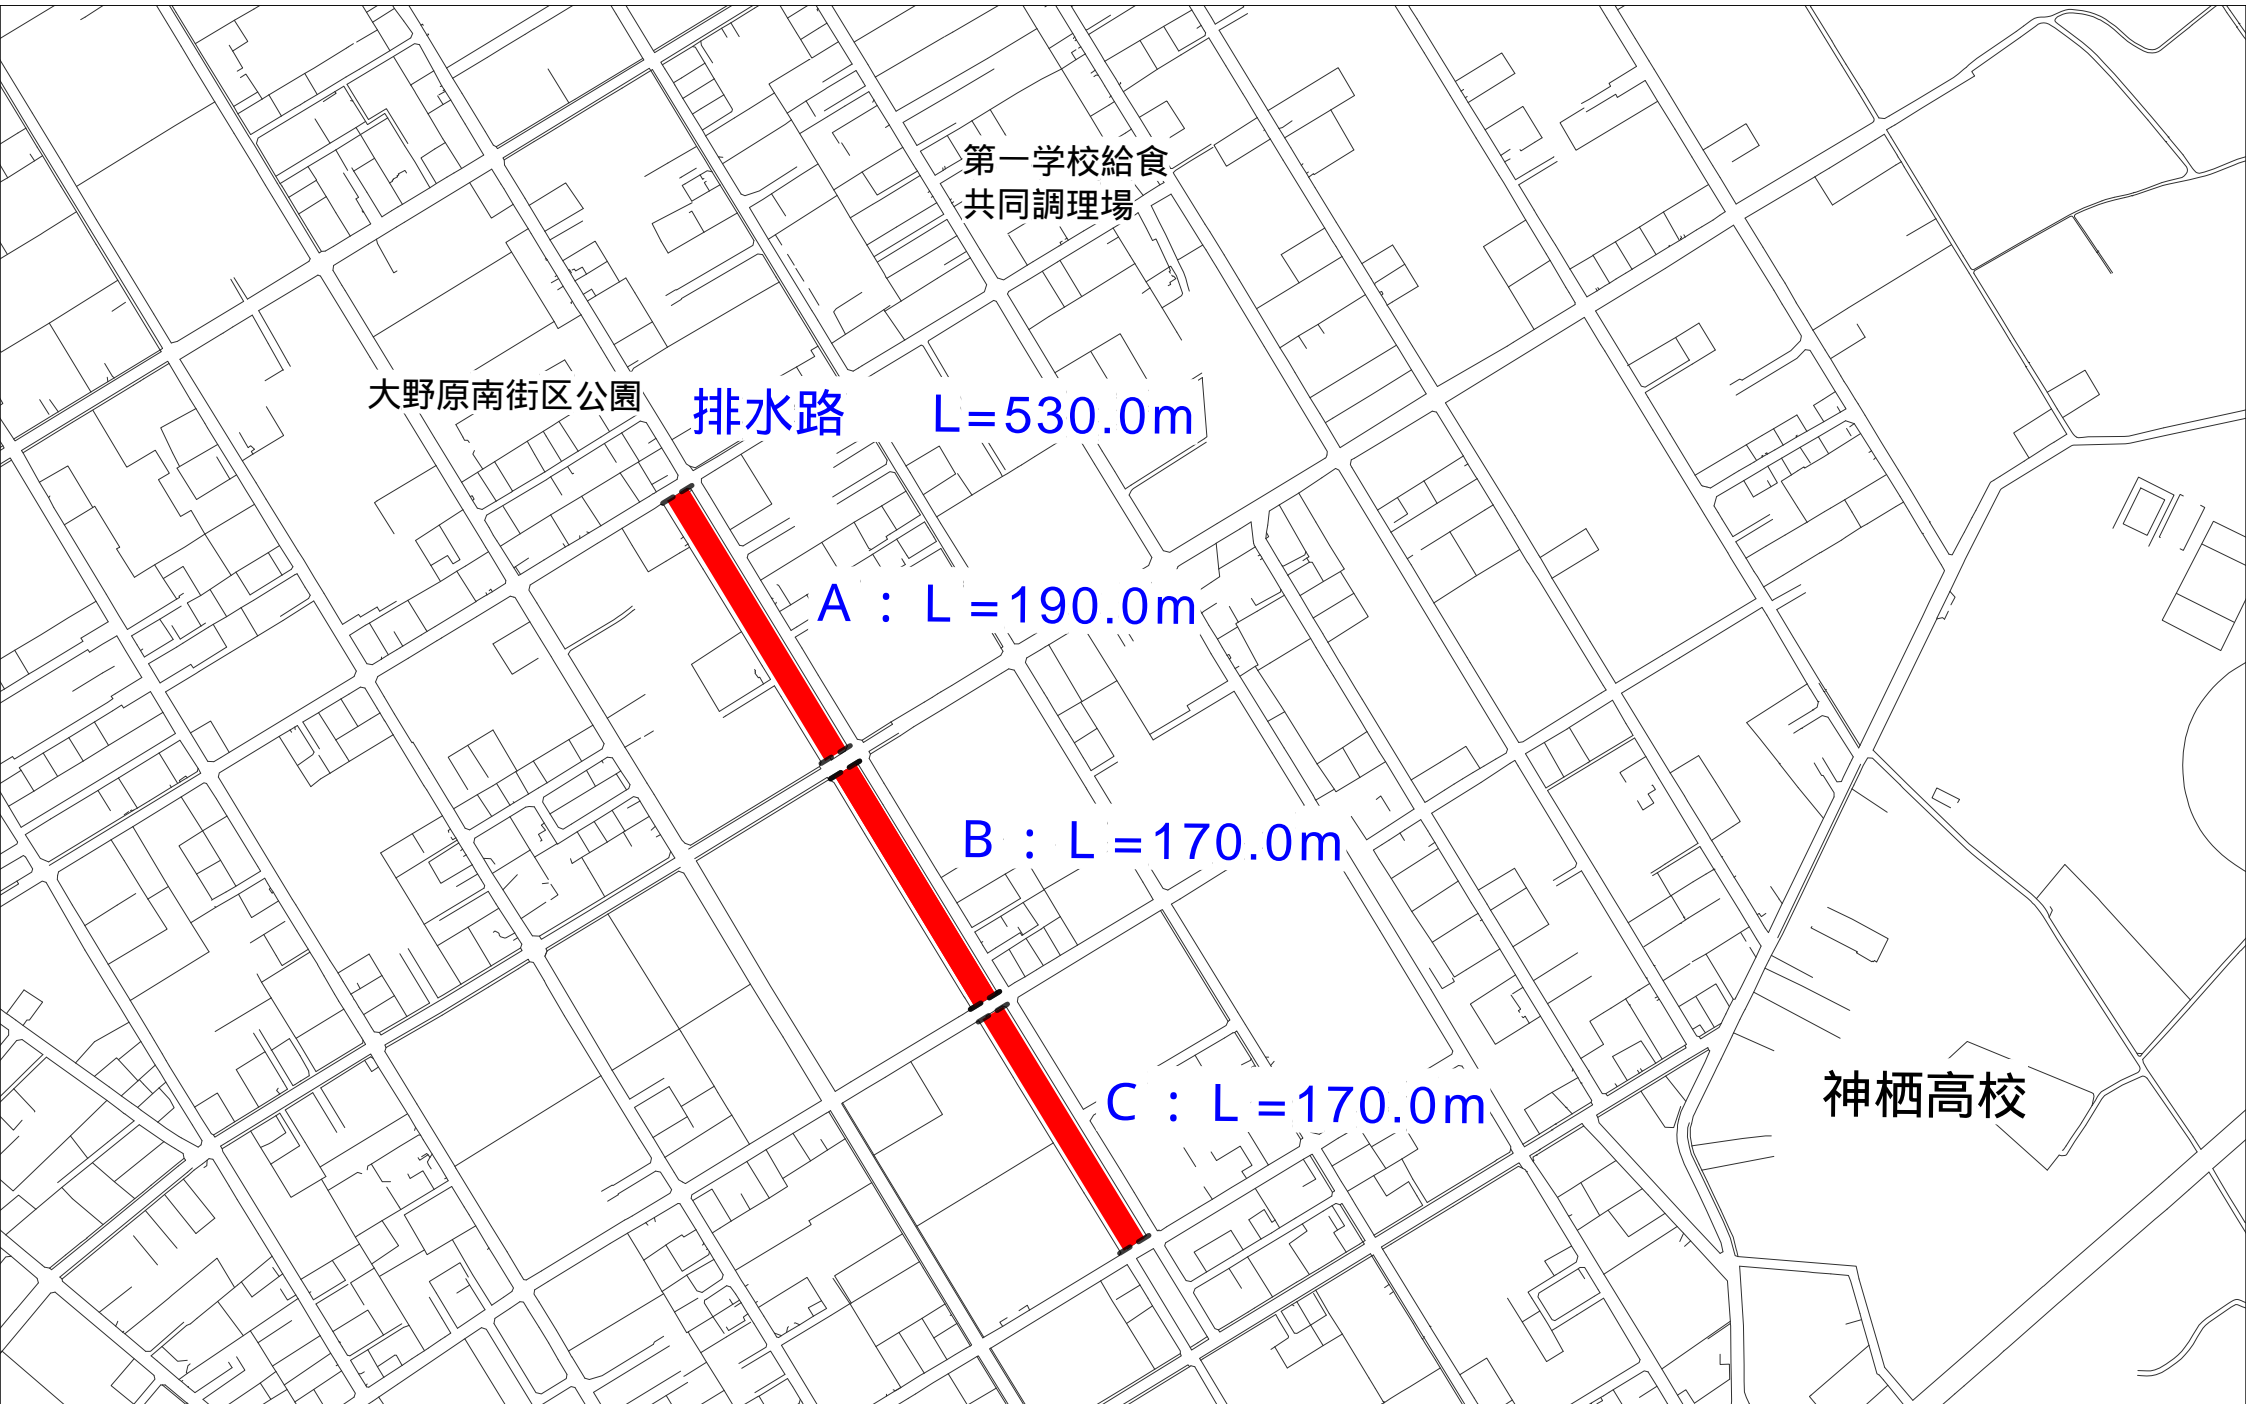 第一学校給食
共同調理場
大野原南街区公園
排水路 L=530.0m
A : L =190.0m
B : L =170.0m
C : L =170.0m
神栖高校